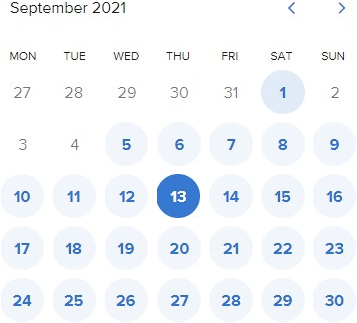 September 2021
MON TUE WED THU FRI SAT SUN
27 28 29 30 31 1 2
3 4 5 6 7 8 9
10 11 12 13 14 15 16
17 18 19 20 21 22 23
24 25 26 27 28 29 30